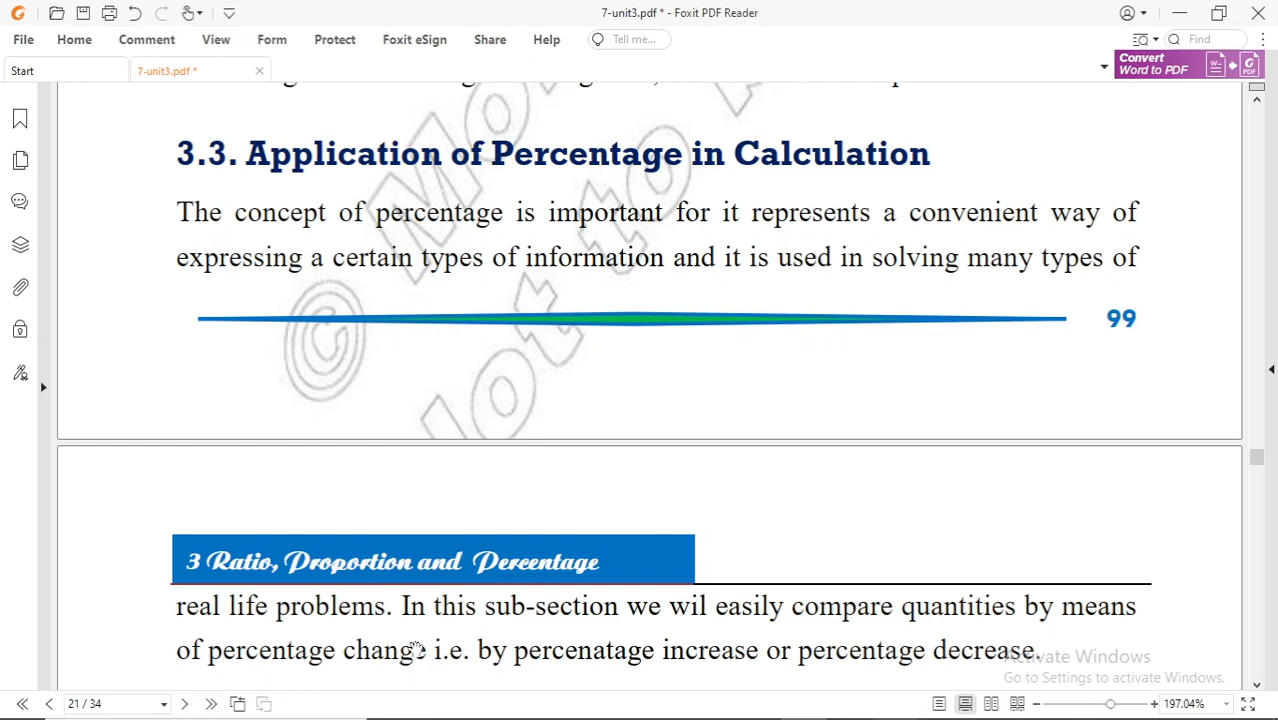 7-unit3.pdf * - Foxit PDF Reader
File Home Comment View Form Protect Foxit eSign Share Help Tell me... Find
Start 7-unit3.pdf * Convert Word to PDF
3.3. Application of Percentage in Calculation
The concept of percentage is important for it represents a convenient way of
expressing a certain types of information and it is used in solving many types of
99
3 Ratio, Proportion and Percentage
real life problems. In this sub-section we wil easily compare quantities by means
of percentage change i.e. by percenatage increase or percentage decrease.
Activate Windows
Go to Settings to activate Windows.
21 / 34 197.04%